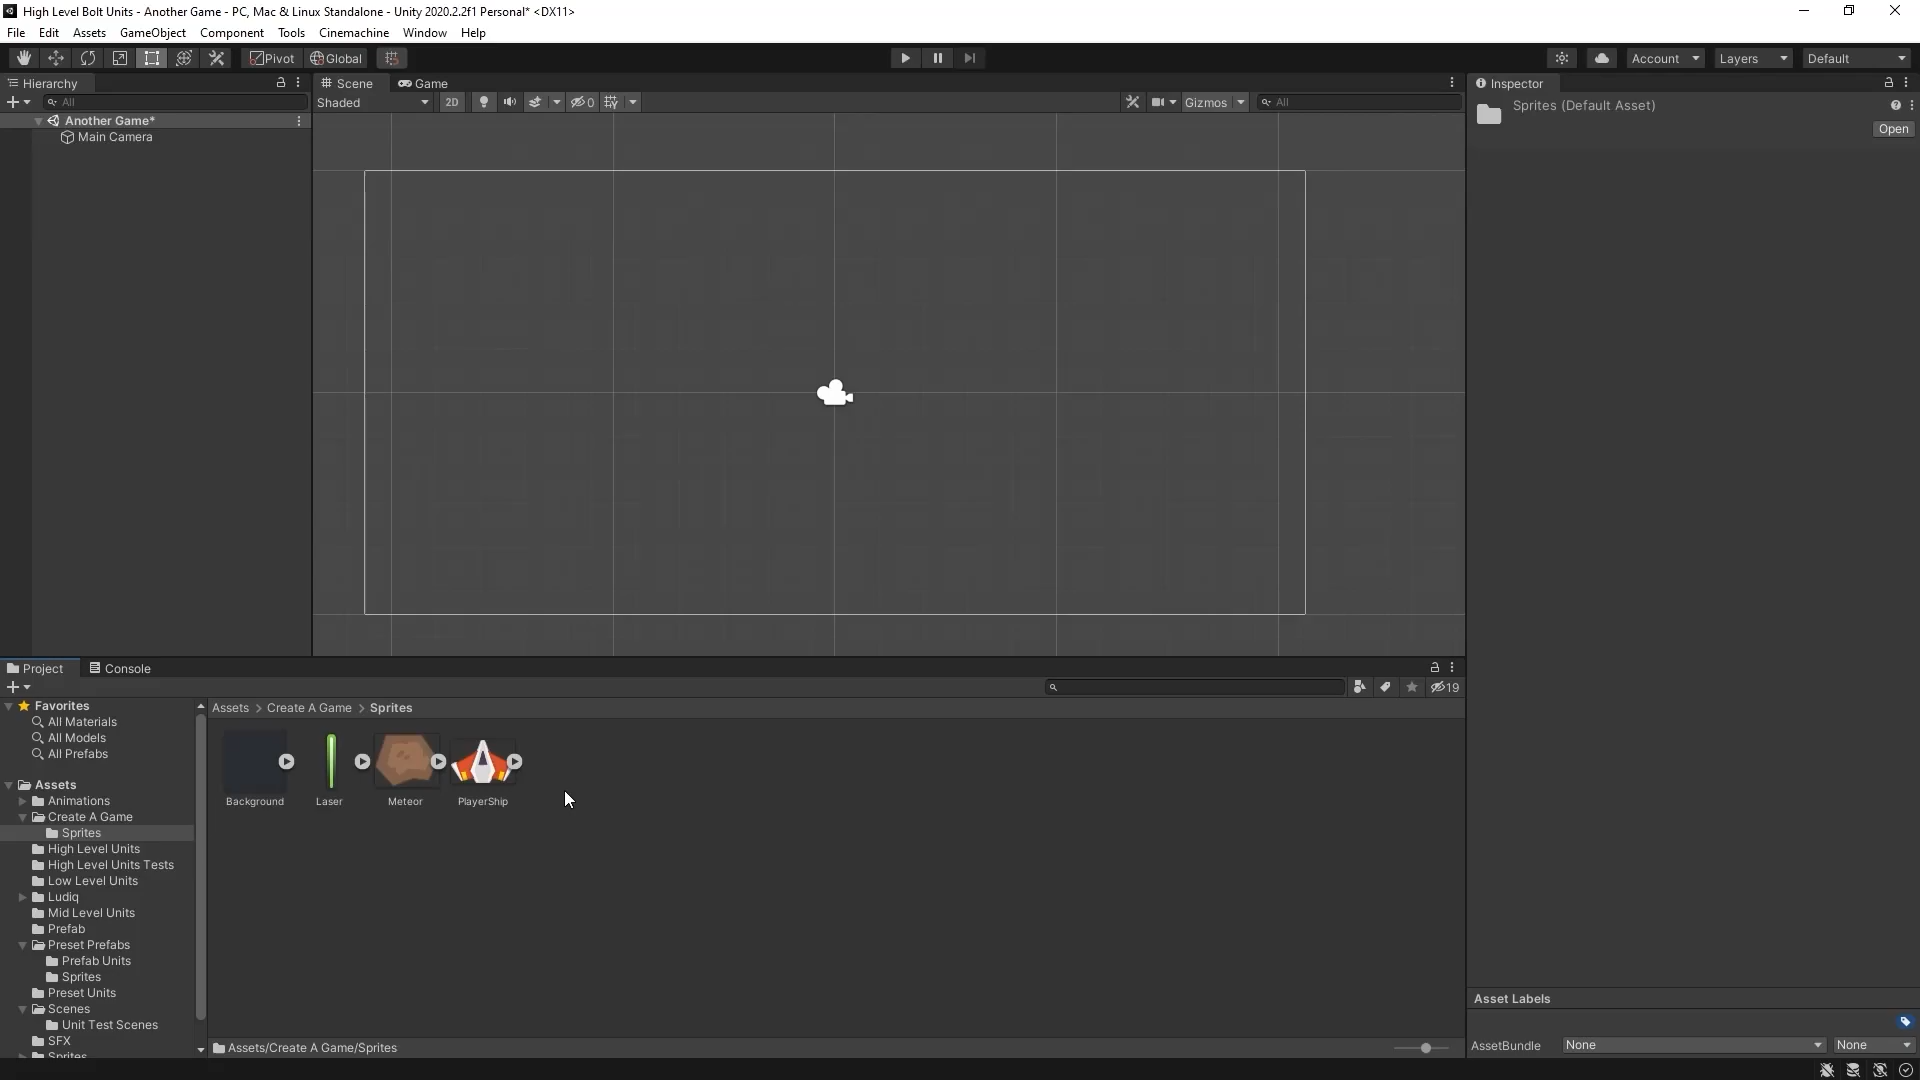 High Level Bolt Units - Another Game - PC, Mac & Linux Standalone - Unity 2020.2.2f1 Personal* <DX11>
File Edit Assets GameObject Component Tools Cinemachine Window Help
Pivot Global Account Layers Default
Hierarchy
All
Another Game*
Main Camera
Scene Game
Shaded 2D 0 Gizmos All
Inspector
Sprites (Default Asset)
Open
Project Console
19
Favorites
All Materials
All Models
All Prefabs
Assets
Animations
Create A Game
Sprites
High Level Units
High Level Units Tests
Low Level Units
Ludiq
Mid Level Units
Prefab
Preset Prefabs
Prefab Units
Sprites
Preset Units
Scenes
Unit Test Scenes
SFX
Sprites
Assets > Create A Game > Sprites
Background Laser Meteor PlayerShip
Assets/Create A Game/Sprites
Asset Labels
AssetBundle None None